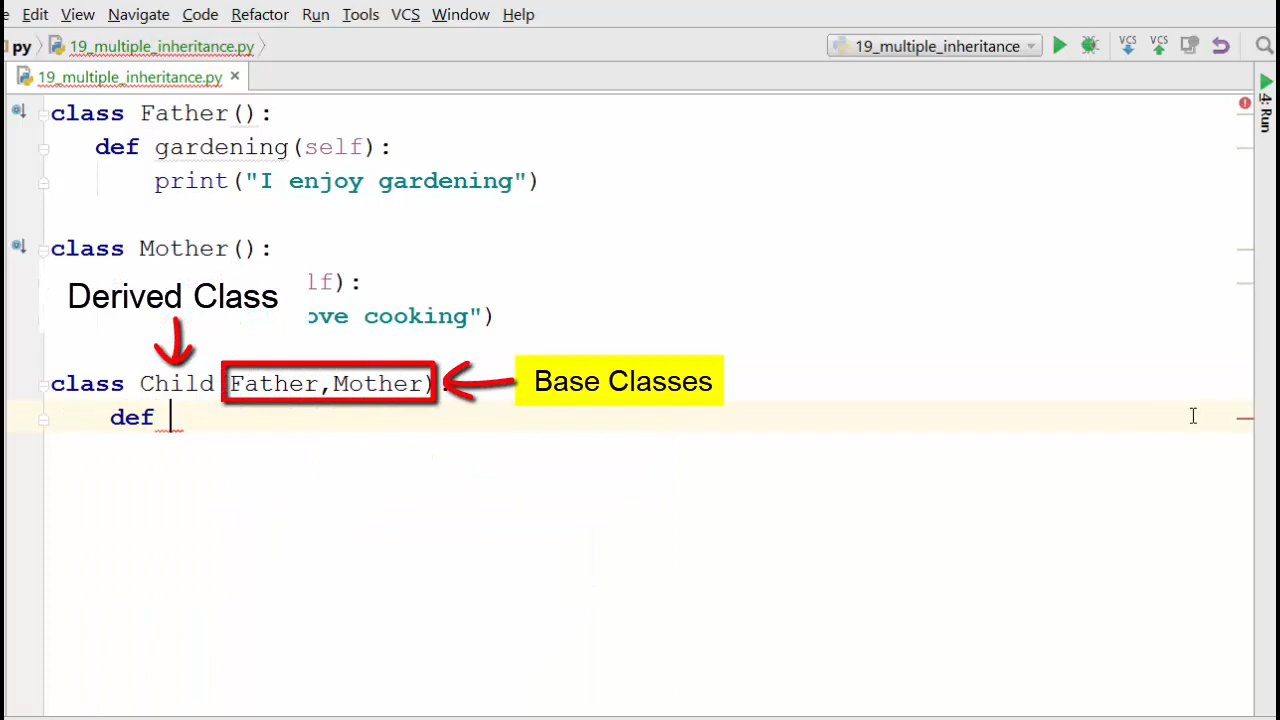 Edit View Navigate Code Refactor Run Tools VCS Window Help
py 19_multiple_inheritance.py 19_multiple_inheritance VCS VCS
19_multiple_inheritance.py
4: Run
class Father():
def gardening(self):
print("I enjoy gardening")
class Mother():
lf):
Derived Class
ove cooking")
class Child(Father,Mother): Base Classes
def